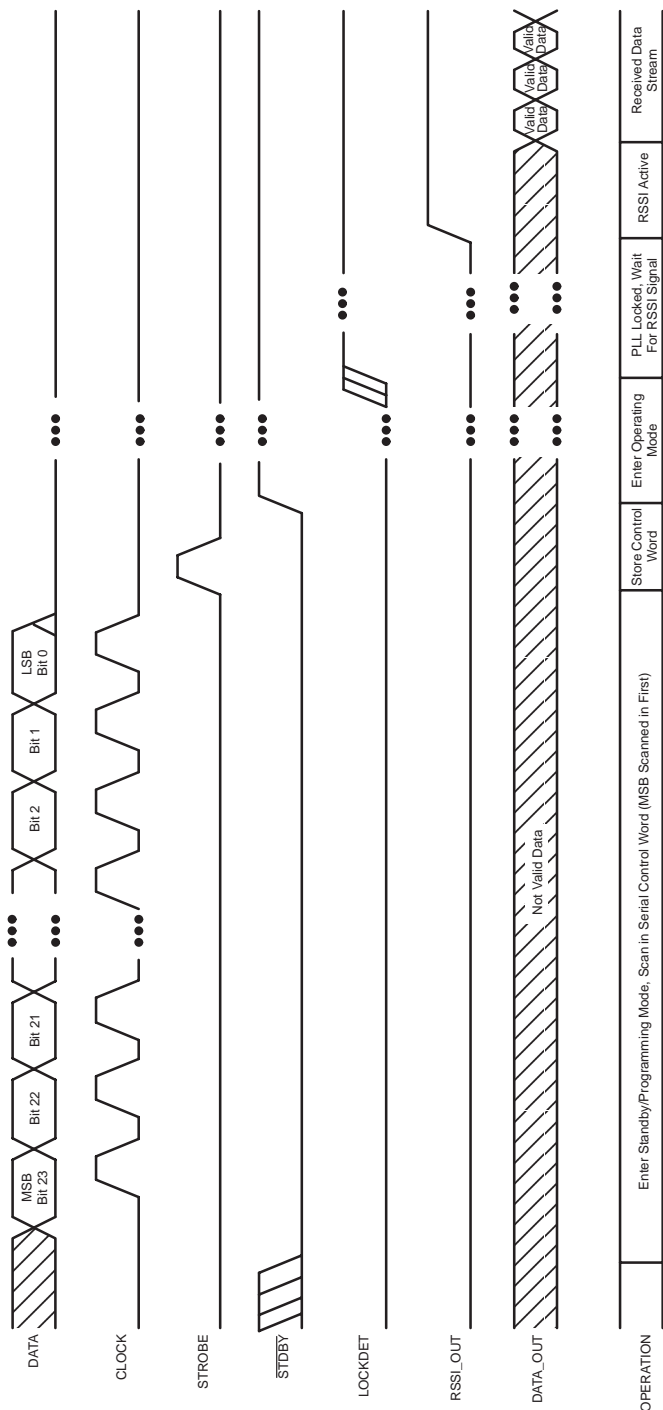 DATA
MSB
Bit 23
Bit 22
Bit 21
Bit 2
Bit 1
LSB
Bit 0
CLOCK
STROBE
STDBY
LOCKDET
RSSI_OUT
DATA_OUT
Not Valid Data
Valid
Data
Valid
Data
Valid
Data
OPERATION
Enter Standby/Programming Mode, Scan in Serial Control Word (MSB Scanned in First)
Store Control
Word
Enter Operating
Mode
PLL Locked, Wait
For RSSI Signal
RSSI Active
Received Data
Stream